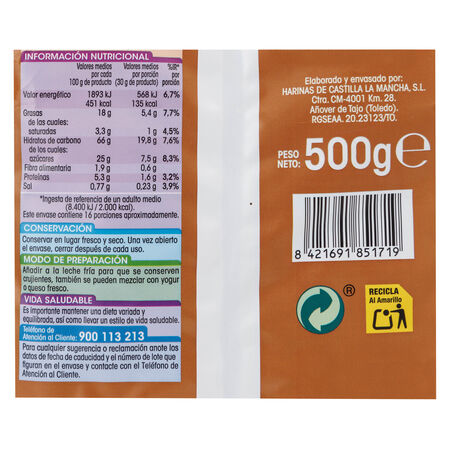 INFORMACIÓN NUTRICIONAL
Valores medios por cada 100 g de producto
Valores medios por porción (30 g de producto)
%IR* por porción
Valor energético 1893 kJ 568 kJ 6,7%
451 kcal 135 kcal
Grasas 18 g 5,4 g 7,7%
de las cuales:
saturadas 3,3 g 1 g 4,5%
Hidratos de carbono 66 g 19,8 g 7,6%
de los cuales:
azúcares 25 g 7,5 g 8,3%
Fibra alimentaria 1,9 g 0,6 g
Proteínas 5,3 g 1,6 g 3,2%
Sal 0,77 g 0,23 g 3,9%
*Ingesta de referencia de un adulto medio
(8.400 kJ / 2.000 kcal).
Este envase contiene 16 porciones aproximadamente.
CONSERVACIÓN
Conservar en lugar fresco y seco. Una vez abierto
el envase, cerrar después de cada uso.
MODO DE PREPARACIÓN
Añadir a la leche fría para que se conserven
crujientes, también se pueden mezclar con yogur
o queso fresco.
VIDA SALUDABLE
Es importante mantener una dieta variada y
equilibrada, así como llevar un estilo de vida saludable.
Teléfono de
Atención al Cliente: 900 113 213
Para cualquier sugerencia o reclamación anote los
datos de fecha de caducidad y el número de lote que
figuran en el envase y contacte con el Teléfono de
Atención al Cliente.
Elaborado y envasado por:
HARINAS DE CASTILLA LA MANCHA, S.L.
Ctra. CM-4001 Km. 28.
Añover de Tajo (Toledo).
RGSEAA. 20.23123/TO.
PESO
NETO: 500g e
8 421691 851719
®
RECICLA
Al Amarillo